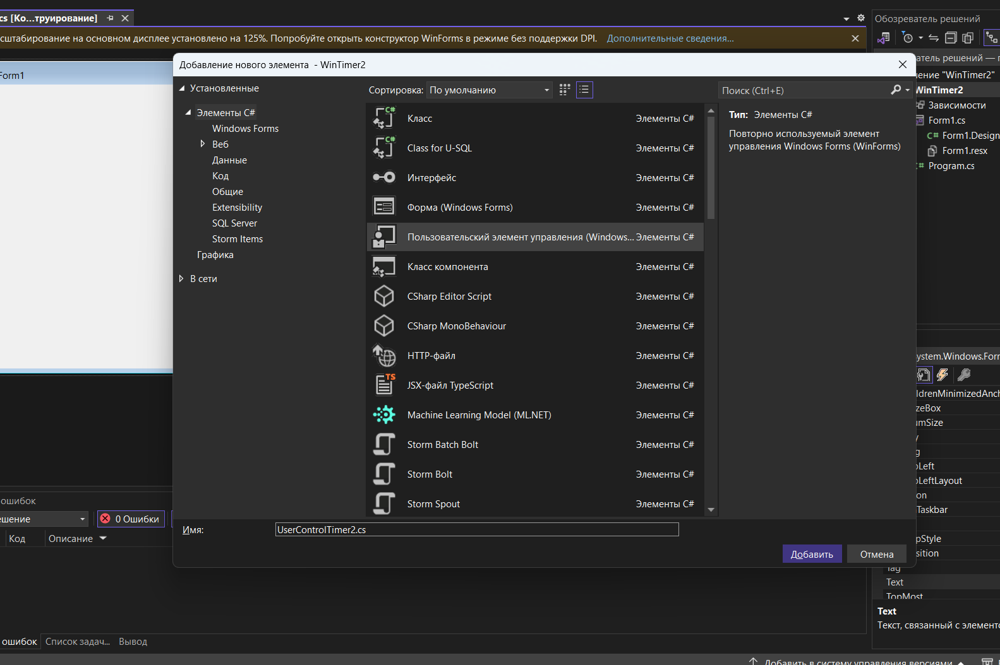 cs [Ко...труирование]
сштабирование на основном дисплее установлено на 125%. Попробуйте открыть конструктор WinForms в режиме без поддержки DPI. Дополнительные сведения...
Form1
Добавление нового элемента - WinTimer2
Установленные
Элементы C#
Windows Forms
Веб
Данные
Код
Общие
Extensibility
SQL Server
Storm Items
Графика
В сети
Сортировка: По умолчанию
Класс Элементы C#
Class for U-SQL Элементы C#
Интерфейс Элементы C#
Форма (Windows Forms) Элементы C#
Пользовательский элемент управления (Windows... Элементы C#
Класс компонента Элементы C#
CSharp Editor Script Элементы C#
CSharp MonoBehaviour Элементы C#
HTTP-файл Элементы C#
JSX-файл TypeScript Элементы C#
Machine Learning Model (ML.NET) Элементы C#
Storm Batch Bolt Элементы C#
Storm Bolt Элементы C#
Storm Spout Элементы C#
Поиск (Ctrl+E)
Тип: Элементы C#
Повторно используемый элемент
управления Windows Forms (WinForms)
Имя: UserControlTimer2.cs
Добавить Отмена
Обозреватель решений
атель решений —
ение "WinTimer2"
WinTimer2
Зависимости
Form1.cs
C# Form1.Design
Form1.resx
Program.cs
ystem.Windows.Forr
ldrenMinimizedAnch
zeBox
umSize
y
g
oLeft
oLeftLayout
on
Taskbar
pStyle
sition
Tag
Text
TopMost
Text
Текст, связанный с элементо
ошибок
ешение 0 Ошибки
Код Описание
ошибок Список задач... Вывод
Добавить в систему управления версиями